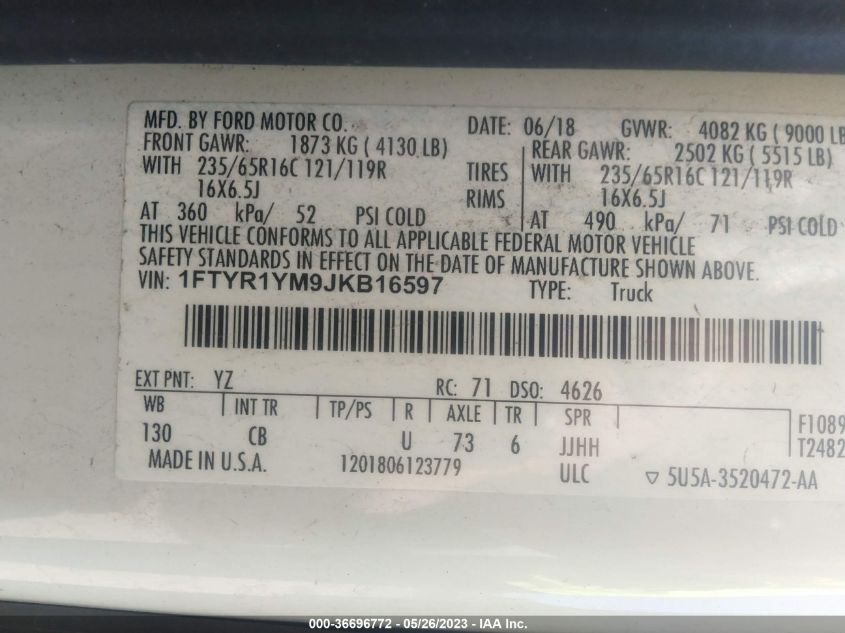 MFD. BY FORD MOTOR CO. DATE: 06/18 GVWR: 4082 KG ( 9000 LB
FRONT GAWR: 1873 KG ( 4130 LB) REAR GAWR: 2502 KG ( 5515 LB)
WITH 235/65R16C 121/119R TIRES WITH 235/65R16C 121/119R
16X6.5J RIMS 16X6.5J
AT 360 kPa/ 52 PSI COLD AT 490 kPa/ 71 PSI COLD
THIS VEHICLE CONFORMS TO ALL APPLICABLE FEDERAL MOTOR VEHICLE
SAFETY STANDARDS IN EFFECT ON THE DATE OF MANUFACTURE SHOWN ABOVE.
VIN: 1FTYR1YM9JKB16597 TYPE: Truck
EXT PNT: YZ RC: 71 DSO: 4626
WB INT TR TP/PS R AXLE TR SPR F1089
130 CB U 73 6 JJHH T2482
MADE IN U.S.A. 1201806123779 ULC ▽ 5U5A-3520472-AA
000-36696772 - 05/26/2023 - IAA Inc.